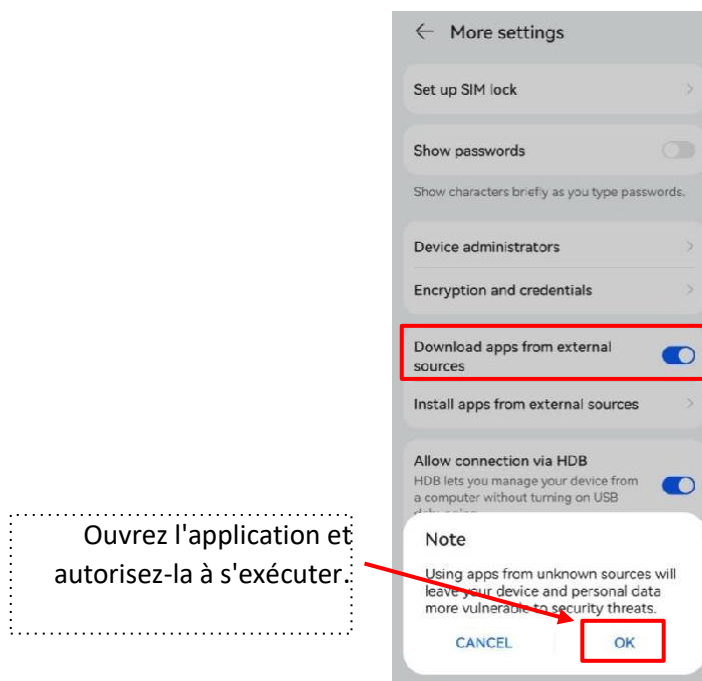 More settings
Set up SIM lock
Show passwords
Show characters briefly as you type passwords.
Device administrators
Encryption and credentials
Download apps from external
sources
Install apps from external sources
Allow connection via HDB
HDB lets you manage your device from
a computer without turning on USB
Ouvrez l'application et
autorisez-la à s'exécuter.
Note
Using apps from unknown sources will
leave your device and personal data
more vulnerable to security threats.
CANCEL
OK